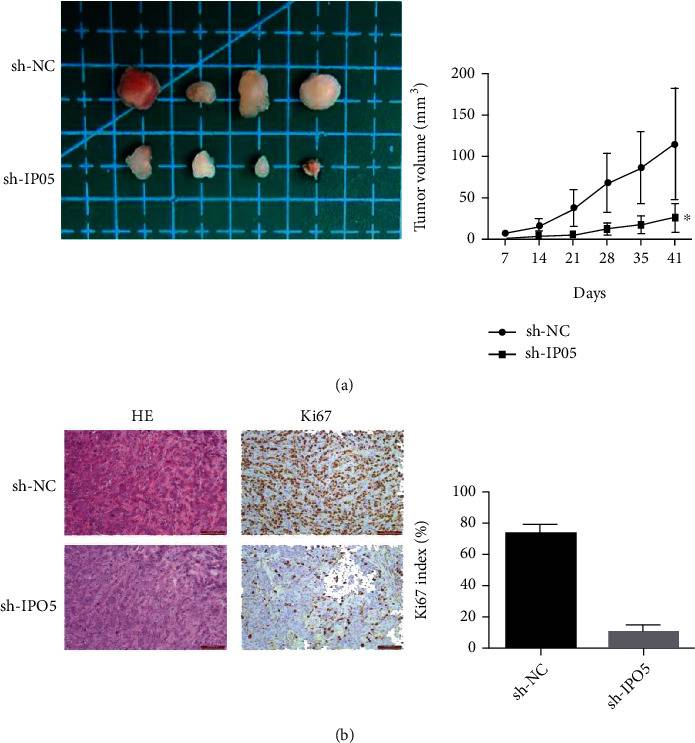 sh-NC
sh-IP05
Tumor volume (mm 3)
200
150
100
50
0
*
7 14 21 28 35 41
Days
sh-NC
sh-IP05
(a)
HE Ki67
sh-NC
sh-IPO5
Ki67 index (%)
100
80
60
40
20
0
sh-NC
sh-IPO5
(b)